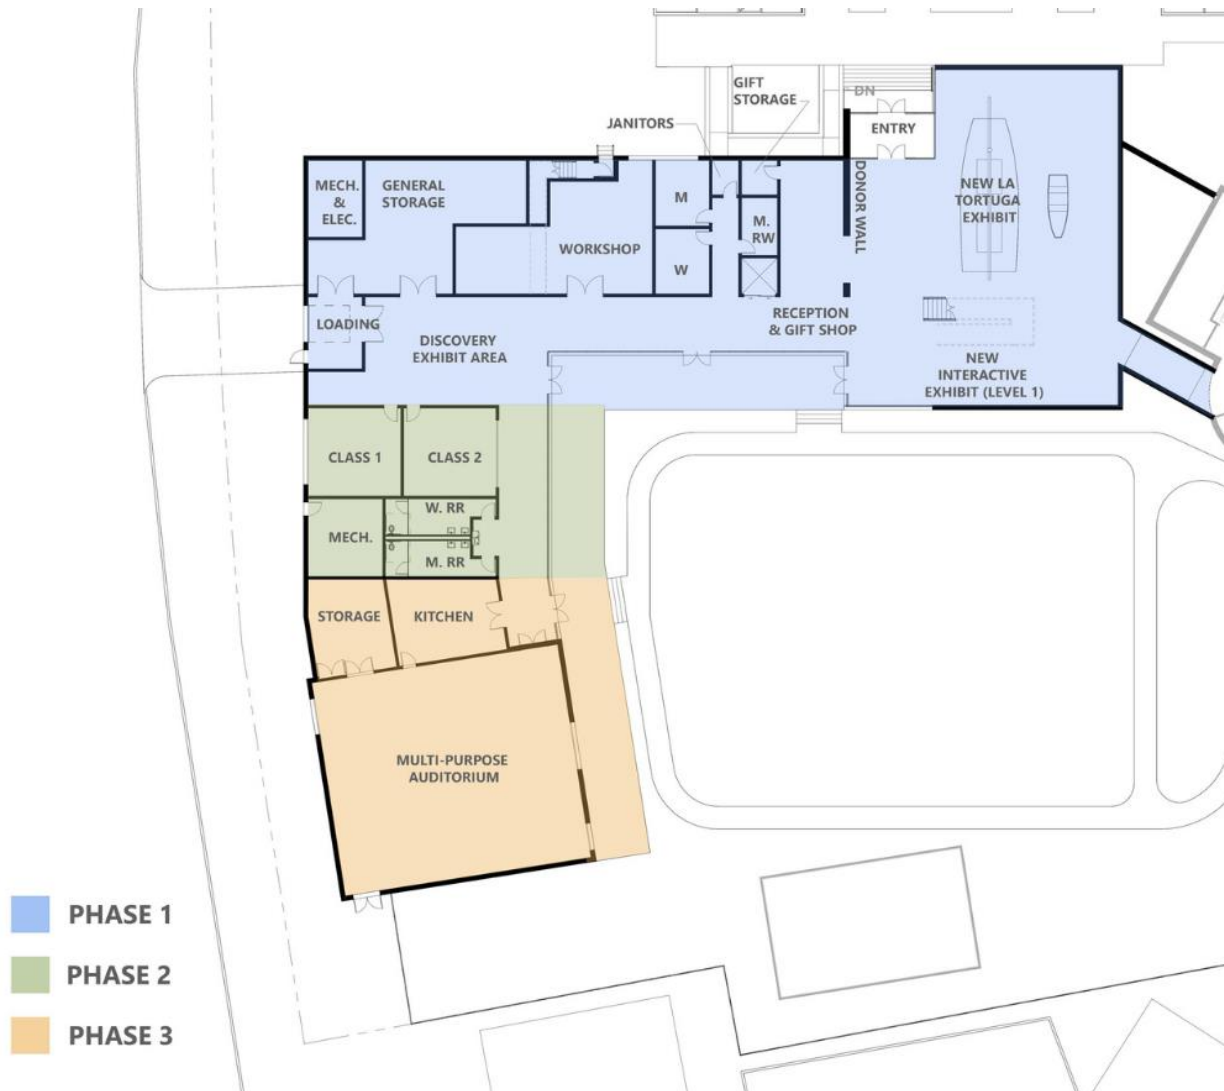 GIFT
STORAGE
DN
JANITORS
ENTRY
MECH.
&
ELEC.
GENERAL
STORAGE
M
M.
RW
DONOR WALL
NEW LA
TORTUGA
EXHIBIT
WORKSHOP
W
LOADING
DISCOVERY
EXHIBIT AREA
RECEPTION
& GIFT SHOP
NEW
INTERACTIVE
EXHIBIT (LEVEL 1)
CLASS 1
CLASS 2
W. RR
MECH.
M. RR
STORAGE
KITCHEN
MULTI-PURPOSE
AUDITORIUM
PHASE 1
PHASE 2
PHASE 3